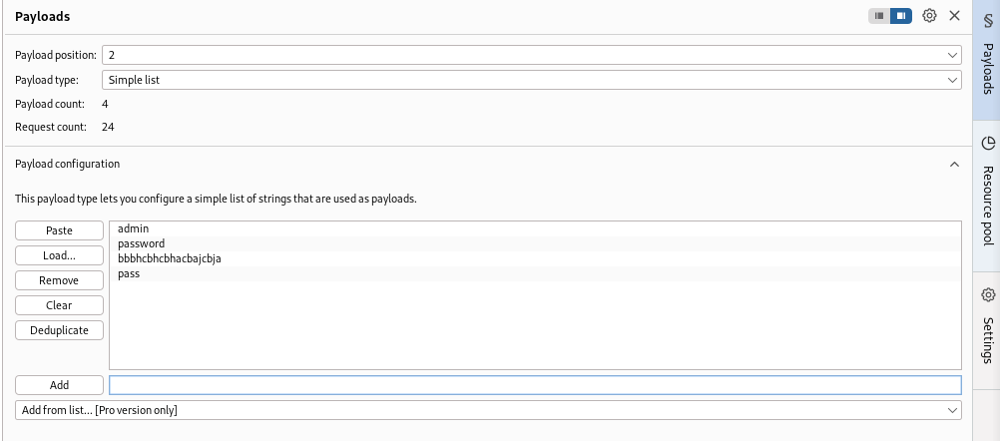 Payloads
Payload position: 2
Payload type: Simple list
Payload count: 4
Request count: 24
Payload configuration
This payload type lets you configure a simple list of strings that are used as payloads.
Paste
Load...
Remove
Clear
Deduplicate
admin
password
bbbhcbhcbhacbajcbja
pass
Add
Add from list... [Pro version only]
Payloads
Resource pool
Settings